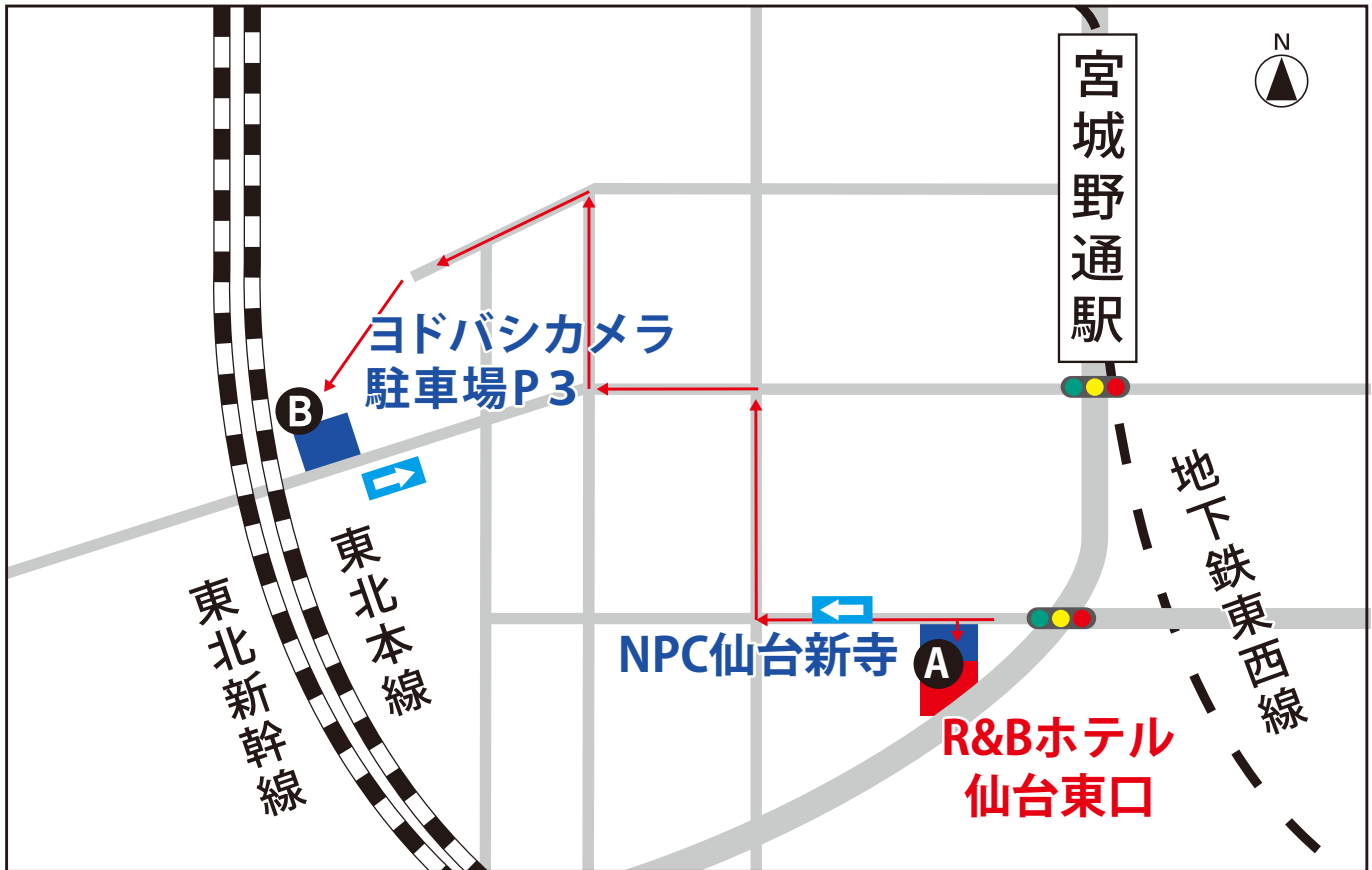 N
宮城野通駅
ヨドバシカメラ
駐車場P3
B
地下鉄東西線
東北本線
東北新幹線
NPC仙台新寺
A
R&Bホテル
仙台東口